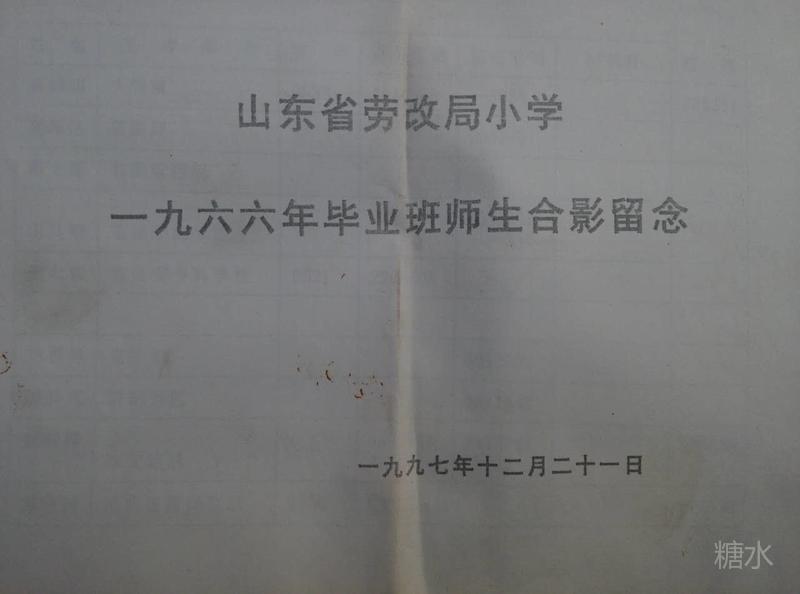 山东省劳改局小学
一九六六年毕业班师生合影留念
一九九七年十二月二十一日
糖水